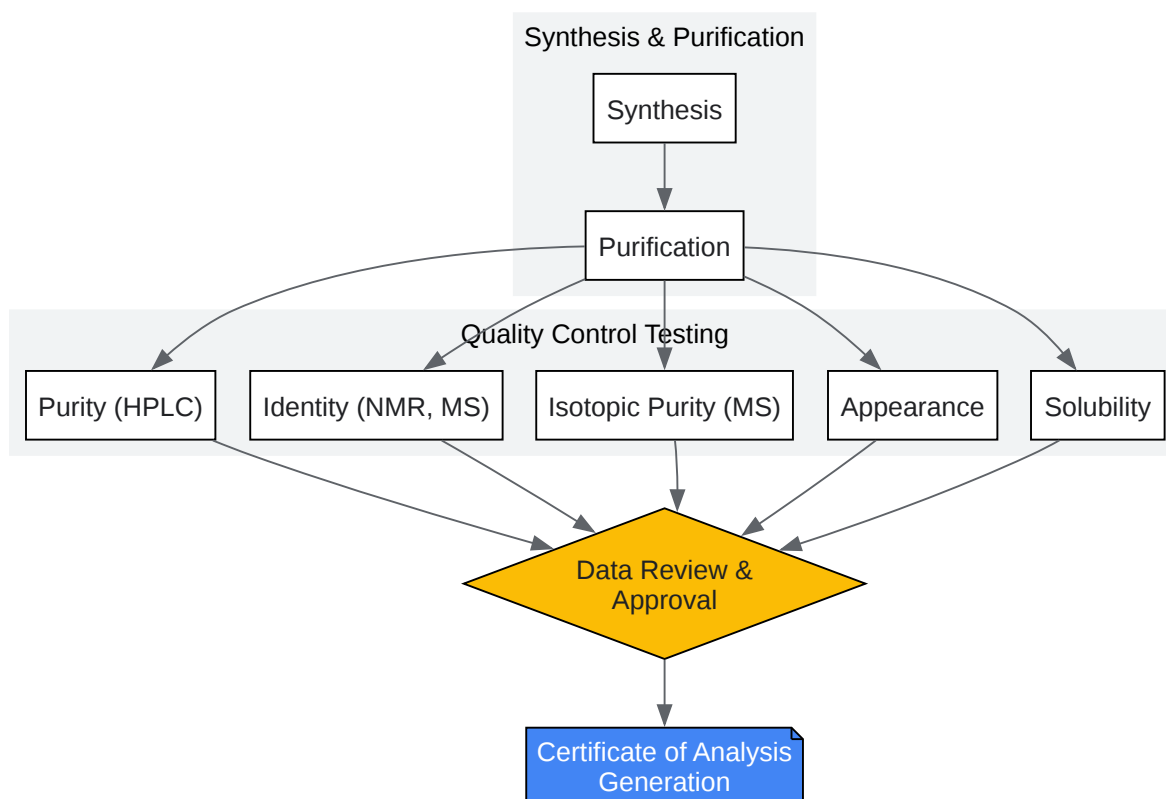 Synthesis & Purification
Synthesis
Purification
Quality Control Testing
Purity (HPLC)
Identity (NMR, MS)
Isotopic Purity (MS)
Appearance
Solubility
Data Review &
Approval
Certificate of Analysis
Generation